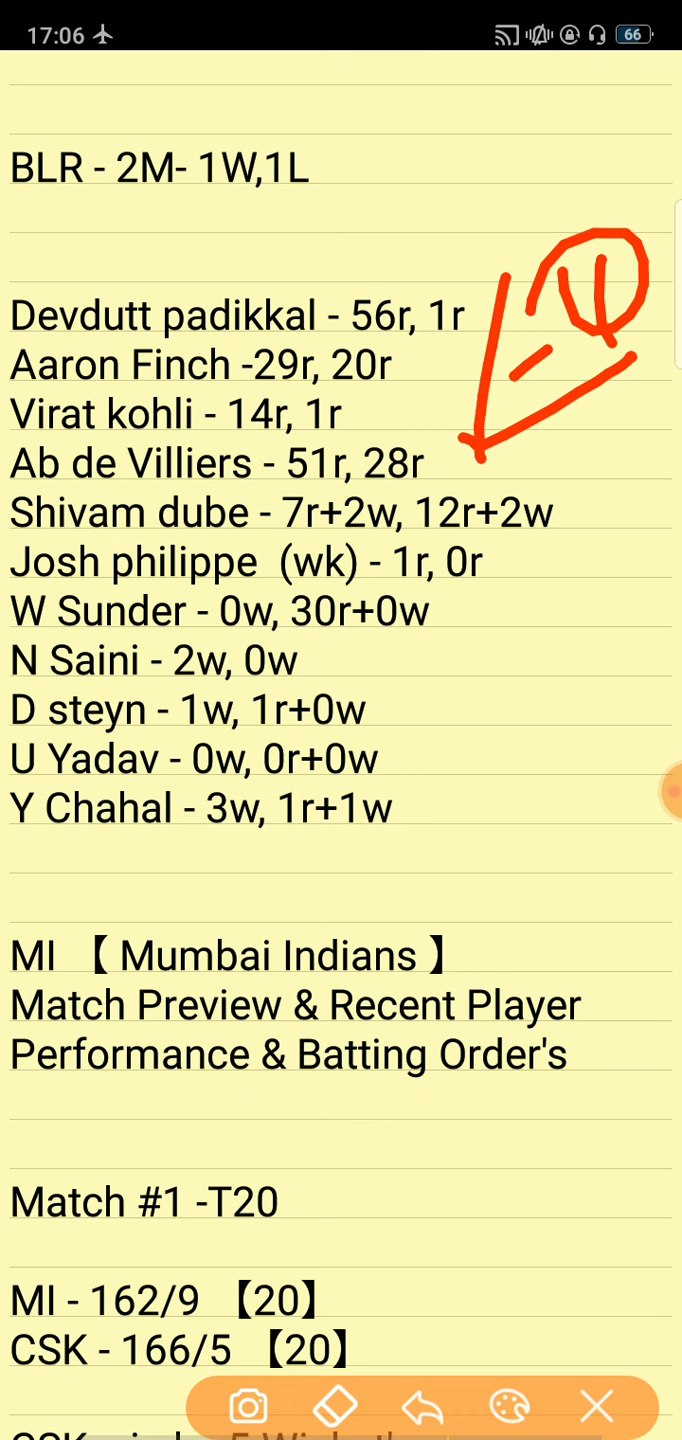 17:06
66
BLR - 2M- 1W,1L
Devdutt padikkal - 56r, 1r
Aaron Finch -29r, 20r
Virat kohli - 14r, 1r
Ab de Villiers - 51r, 28r
Shivam dube - 7r+2w, 12r+2w
Josh philippe (wk) - 1r, 0r
W Sunder - 0w, 30r+0w
N Saini - 2w, 0w
D steyn - 1w, 1r+0w
U Yadav - 0w, 0r+0w
Y Chahal - 3w, 1r+1w
MI 【 Mumbai Indians 】
Match Preview & Recent Player
Performance & Batting Order's
Match #1 -T20
MI - 162/9 【20】
CSK - 166/5 【20】